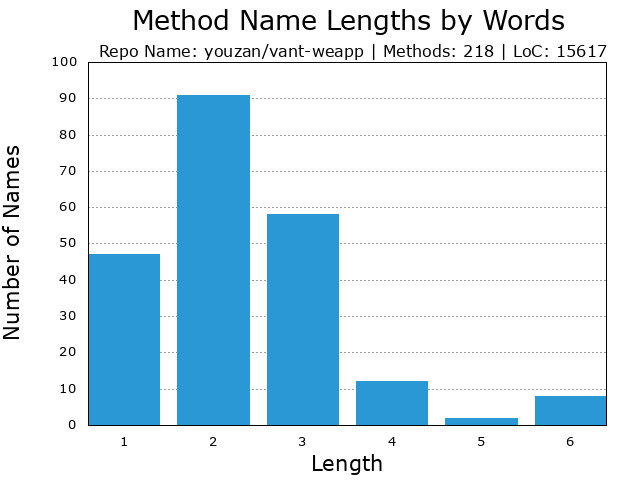 Method Name Lengths by Words
Repo Name: youzan/vant-weapp | Methods: 218 | LoC: 15617
Number of Names
100
90
80
70
60
50
40
30
20
10
0
1 2 3 4 5 6
Length